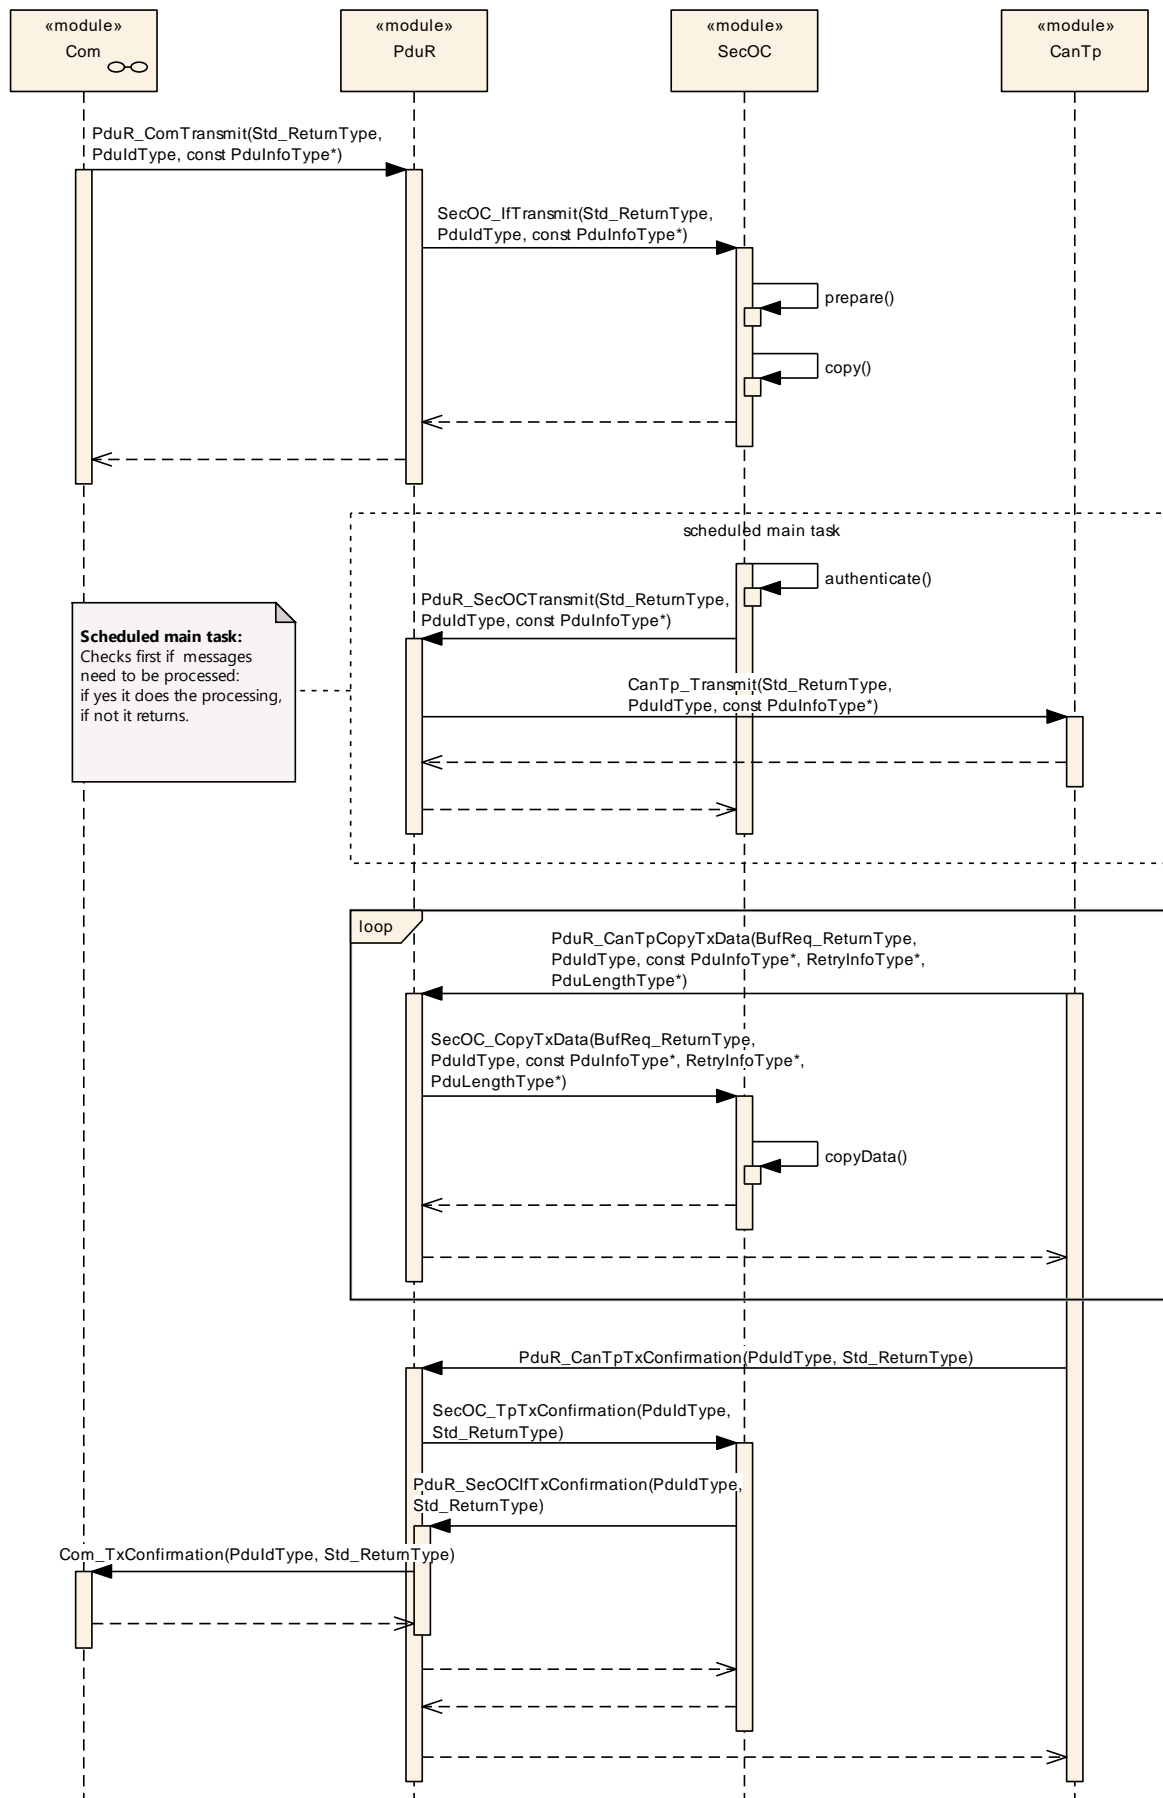 «module»
Com
«module»
PduR
«module»
SecOC
«module»
CanTp
PduR_ComTransmit(Std_ReturnType,
PduIdType, const PduInfoType*)
SecOC_IfTransmit(Std_ReturnType,
PduIdType, const PduInfoType*)
prepare()
copy()
scheduled main task
authenticate()
PduR_SecOCTransmit(Std_ReturnType,
PduIdType, const PduInfoType*)
Scheduled main task:
Checks first if  messages
need to be processed:
if yes it does the processing,
if not it returns.
CanTp_Transmit(Std_ReturnType,
PduIdType, const PduInfoType*)
loop
PduR_CanTpCopyTxData(BufReq_ReturnType,
PduIdType, const PduInfoType*, RetryInfoType*,
PduLengthType*)
SecOC_CopyTxData(BufReq_ReturnType,
PduIdType, const PduInfoType*, RetryInfoType*,
PduLengthType*)
copyData()
PduR_CanTpTxConfirmation(PduIdType, Std_ReturnType)
SecOC_TpTxConfirmation(PduIdType,
Std_ReturnType)
PduR_SecOCIfTxConfirmation(PduIdType,
Std_ReturnType)
Com_TxConfirmation(PduIdType, Std_ReturnType)